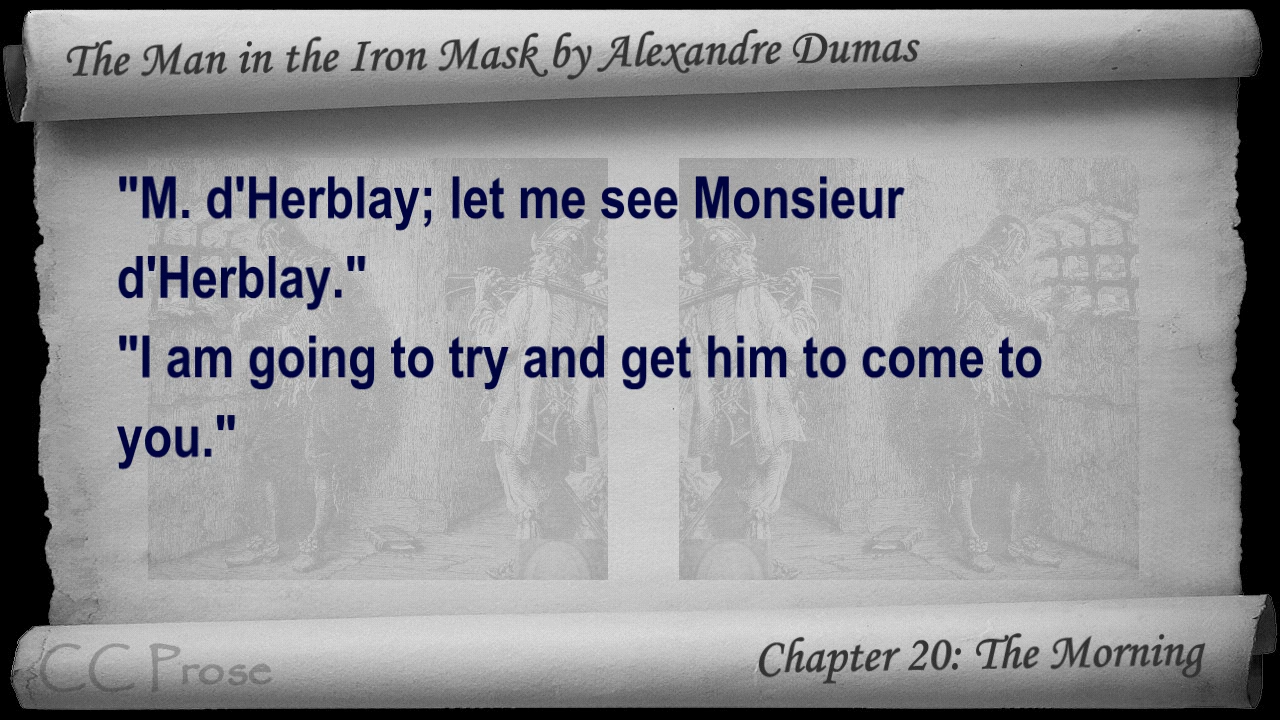 The Man in the Iron Mask by Alexandre Dumas
"M. d'Herblay; let me see Monsieur
d'Herblay."
"I am going to try and get him to come to
you."
CC Prose
Chapter 20: The Morning